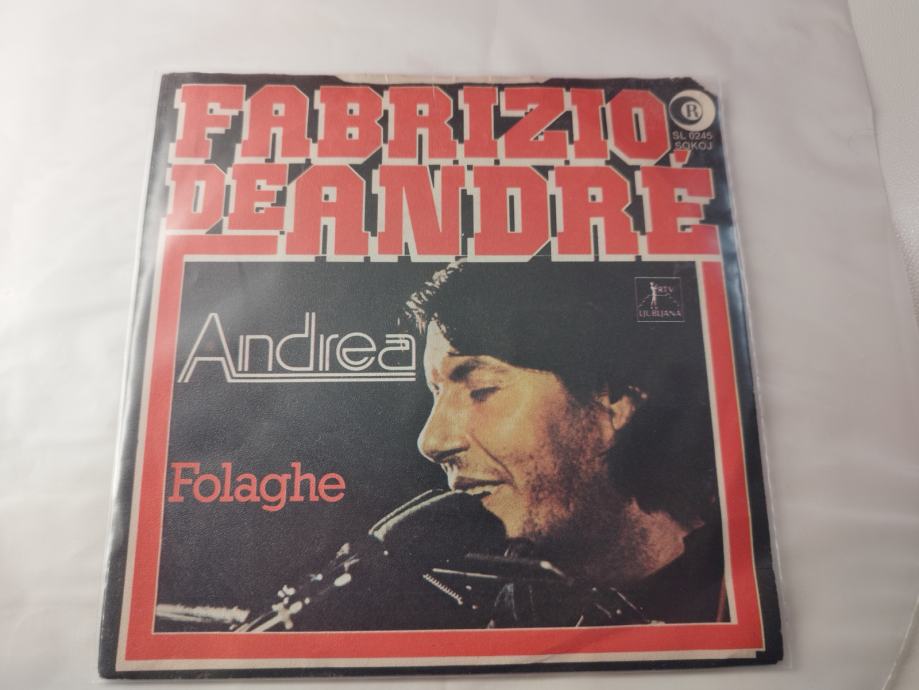 FABRIZIO
DE ANDRÉ
R
SL 0245
SOKOJ
RTV
LJUBLJANA
Andrea
Folaghe